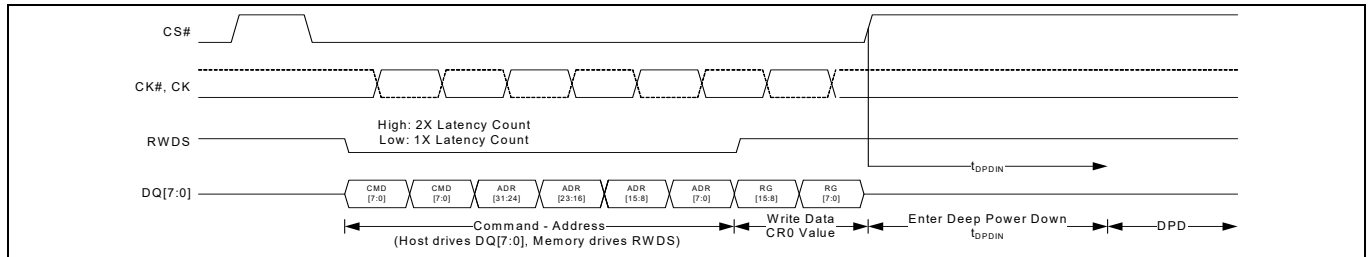 CS#
CK#, CK
High: 2X Latency Count
Low: 1X Latency Count
RWDS
tDPDIN
DQ[7:0]
CMD [7:0]
CMD [7:0]
ADR [31:24]
ADR [23:16]
ADR [15:8]
ADR [7:0]
RG [15:8]
RG [7:0]
Command - Address
(Host drives DQ[7:0], Memory drives RWDS)
Write Data
CR0 Value
Enter Deep Power Down
tDPDIN
DPD